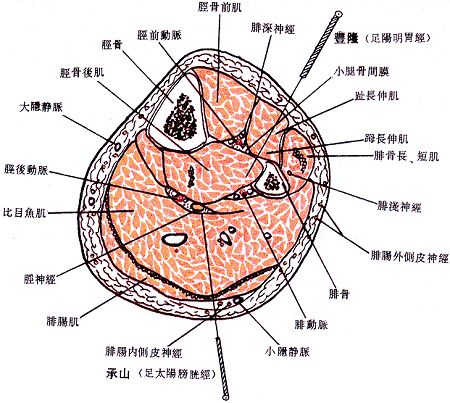 脛骨前肌
脛前動脈
腓深神經
豐隆（足陽明胃經）
脛骨
小腿骨間膜
脛骨後肌
趾長伸肌
大隱静脈
𧿹長伸肌
腓骨長、短肌
脛後動脈
腓淺神經
比目魚肌
腓腸外側皮神經
脛神經
腓骨
腓腸肌
腓動脈
腓腸内側皮神經
小隱静脈
承山（足太陽膀胱經）